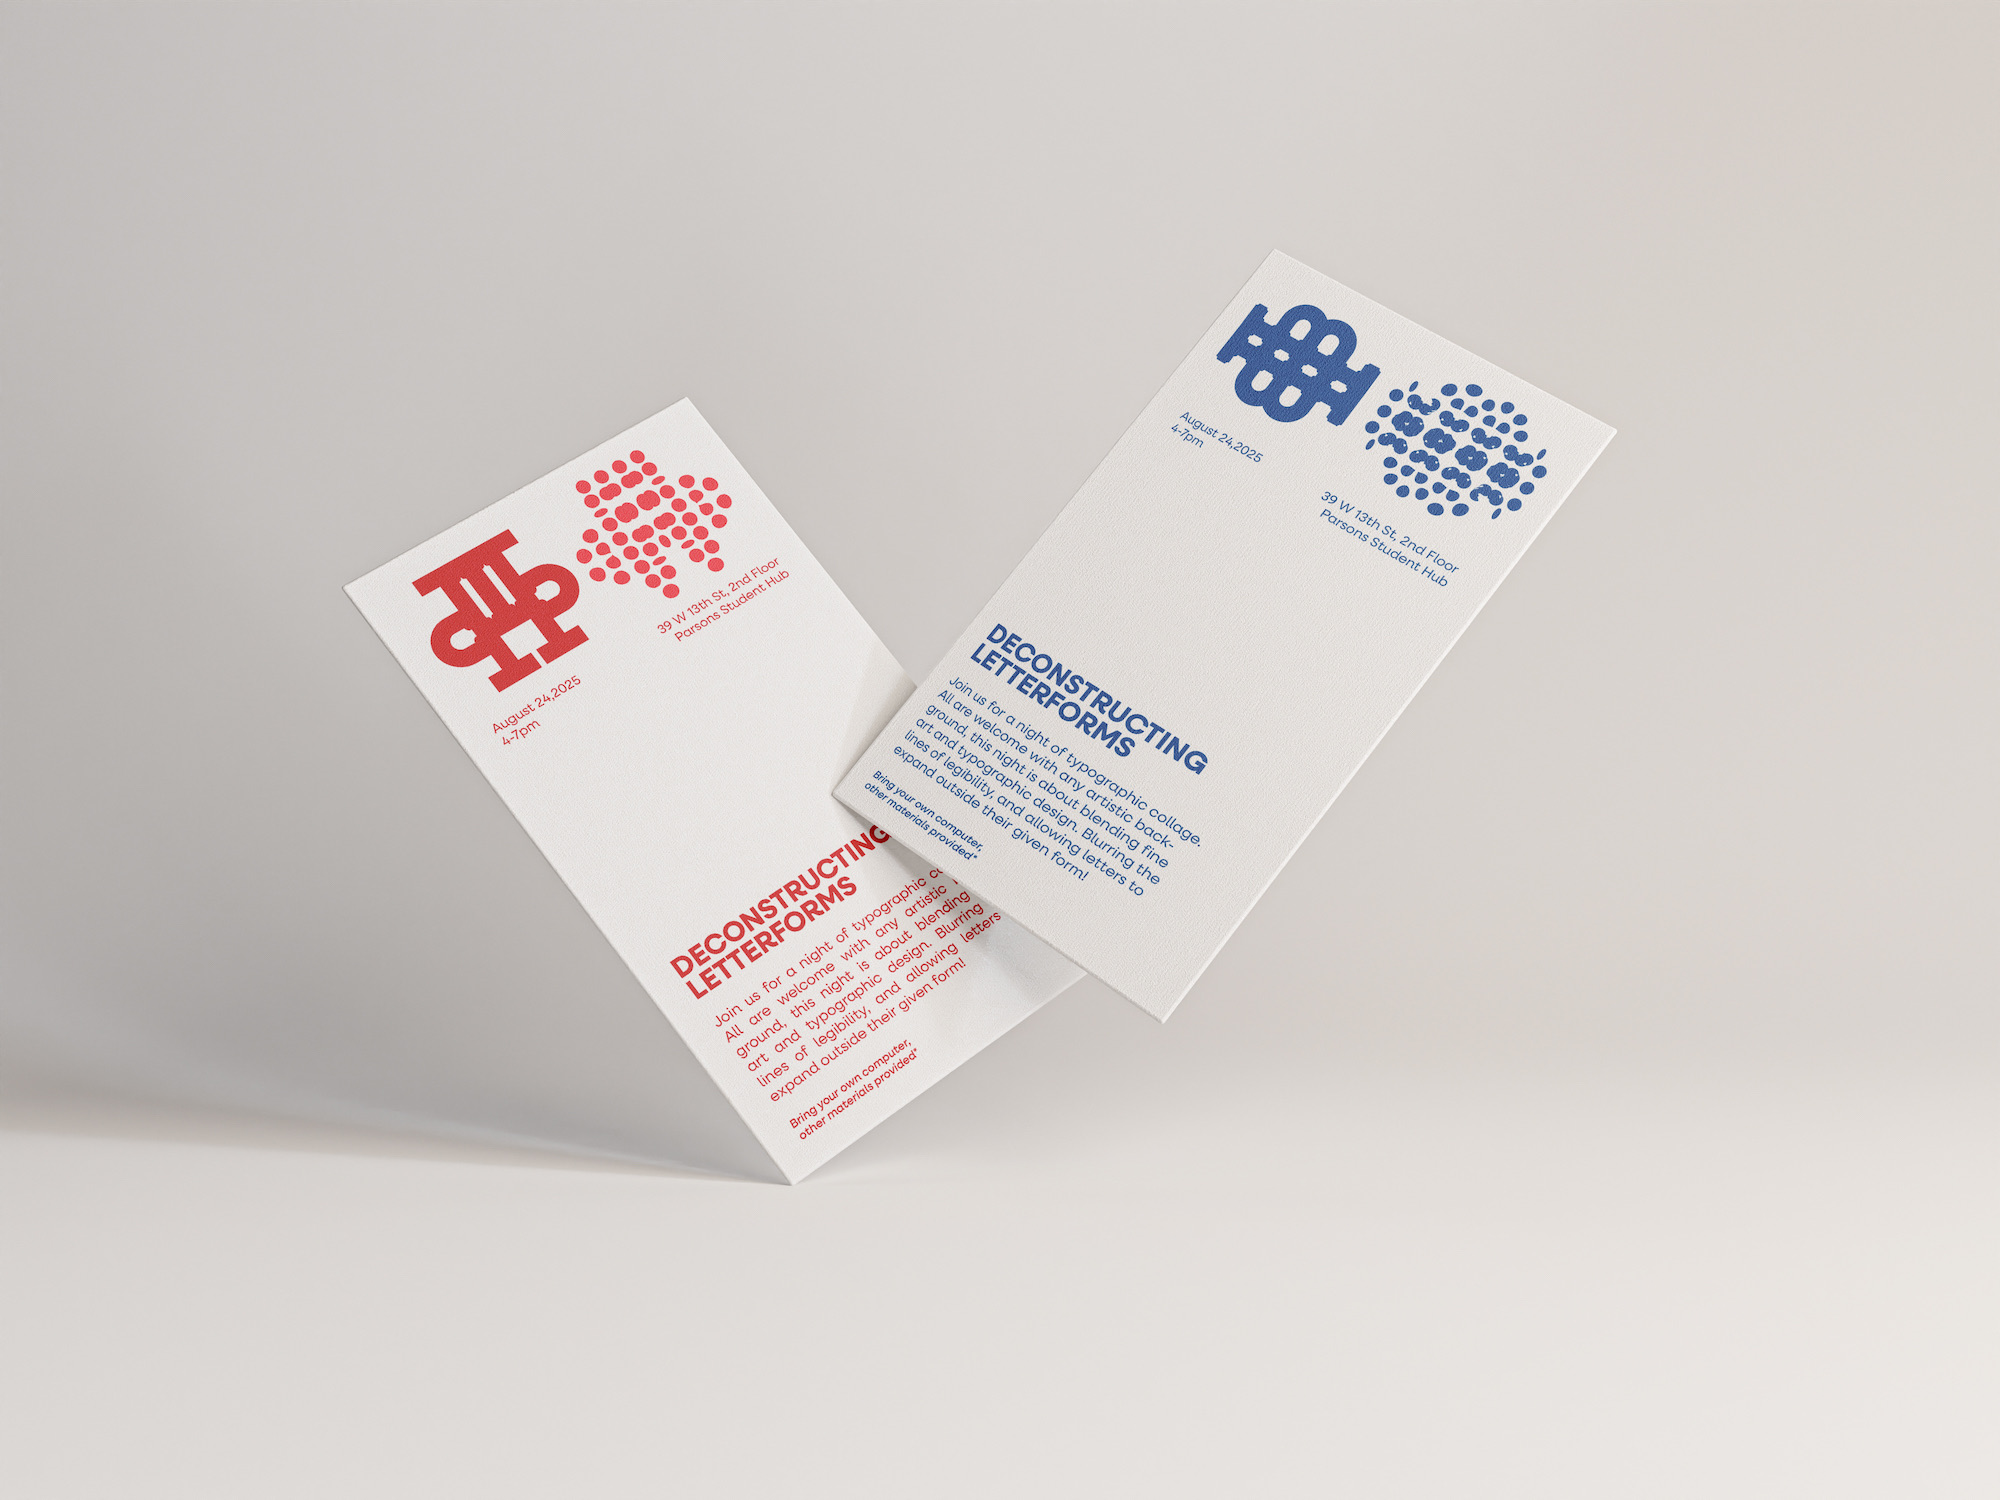 August 24,2025
4-7pm
39 W 13th St, 2nd Floor
Parsons Student Hub
DECONSTRUCTING
LETTERFORMS
Join us for a night of typographic
All are welcome with any artistic
ground, this night is about blending
art and typographic design. Blurring
lines of legibility, and allowing letters
expand outside their given form!
Bring your own computer,
other materials provided*
August 24,2025
4-7pm
39 W 13th St, 2nd Floor
Parsons Student Hub
DECONSTRUCTING
LETTERFORMS
Join us for a night of typographic collage.
All are welcome with any artistic back-
ground, this night is about blending fine
art and typographic design. Blurring the
lines of legibility, and allowing letters to
expand outside their given form!
Bring your own computer,
other materials provided*